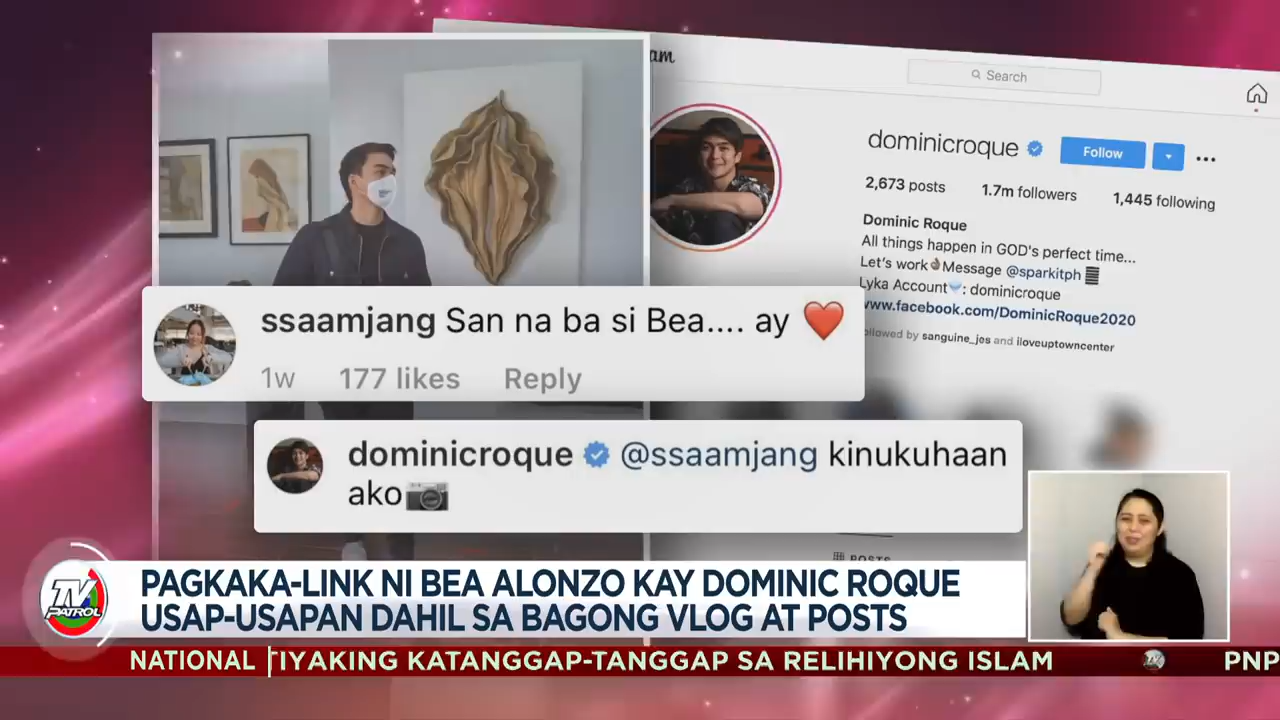 am
Search
dominicroque
Follow
2,673 posts
1.7m followers
1,445 following
Dominic Roque
All things happen in GOD's perfect time...
Let's work👌🏼Message @sparkitph
Lyka Account💎: dominicroque
www.facebook.com/DominicRoque2020
ollowed by sanguine_jes and iloveuptowncenter
ssaamjang San na ba si Bea.... ay ❤️
1w 177 likes Reply
dominicroque @ssaamjang kinukuhaan
ako📷
POSTS
TV
PATROL
PAGKAKA-LINK NI BEA ALONZO KAY DOMINIC ROQUE
USAP-USAPAN DAHIL SA BAGONG VLOG AT POSTS
NATIONAL TIYAKING KATANGGAP-TANGGAP SA RELIHIYONG ISLAM PNP